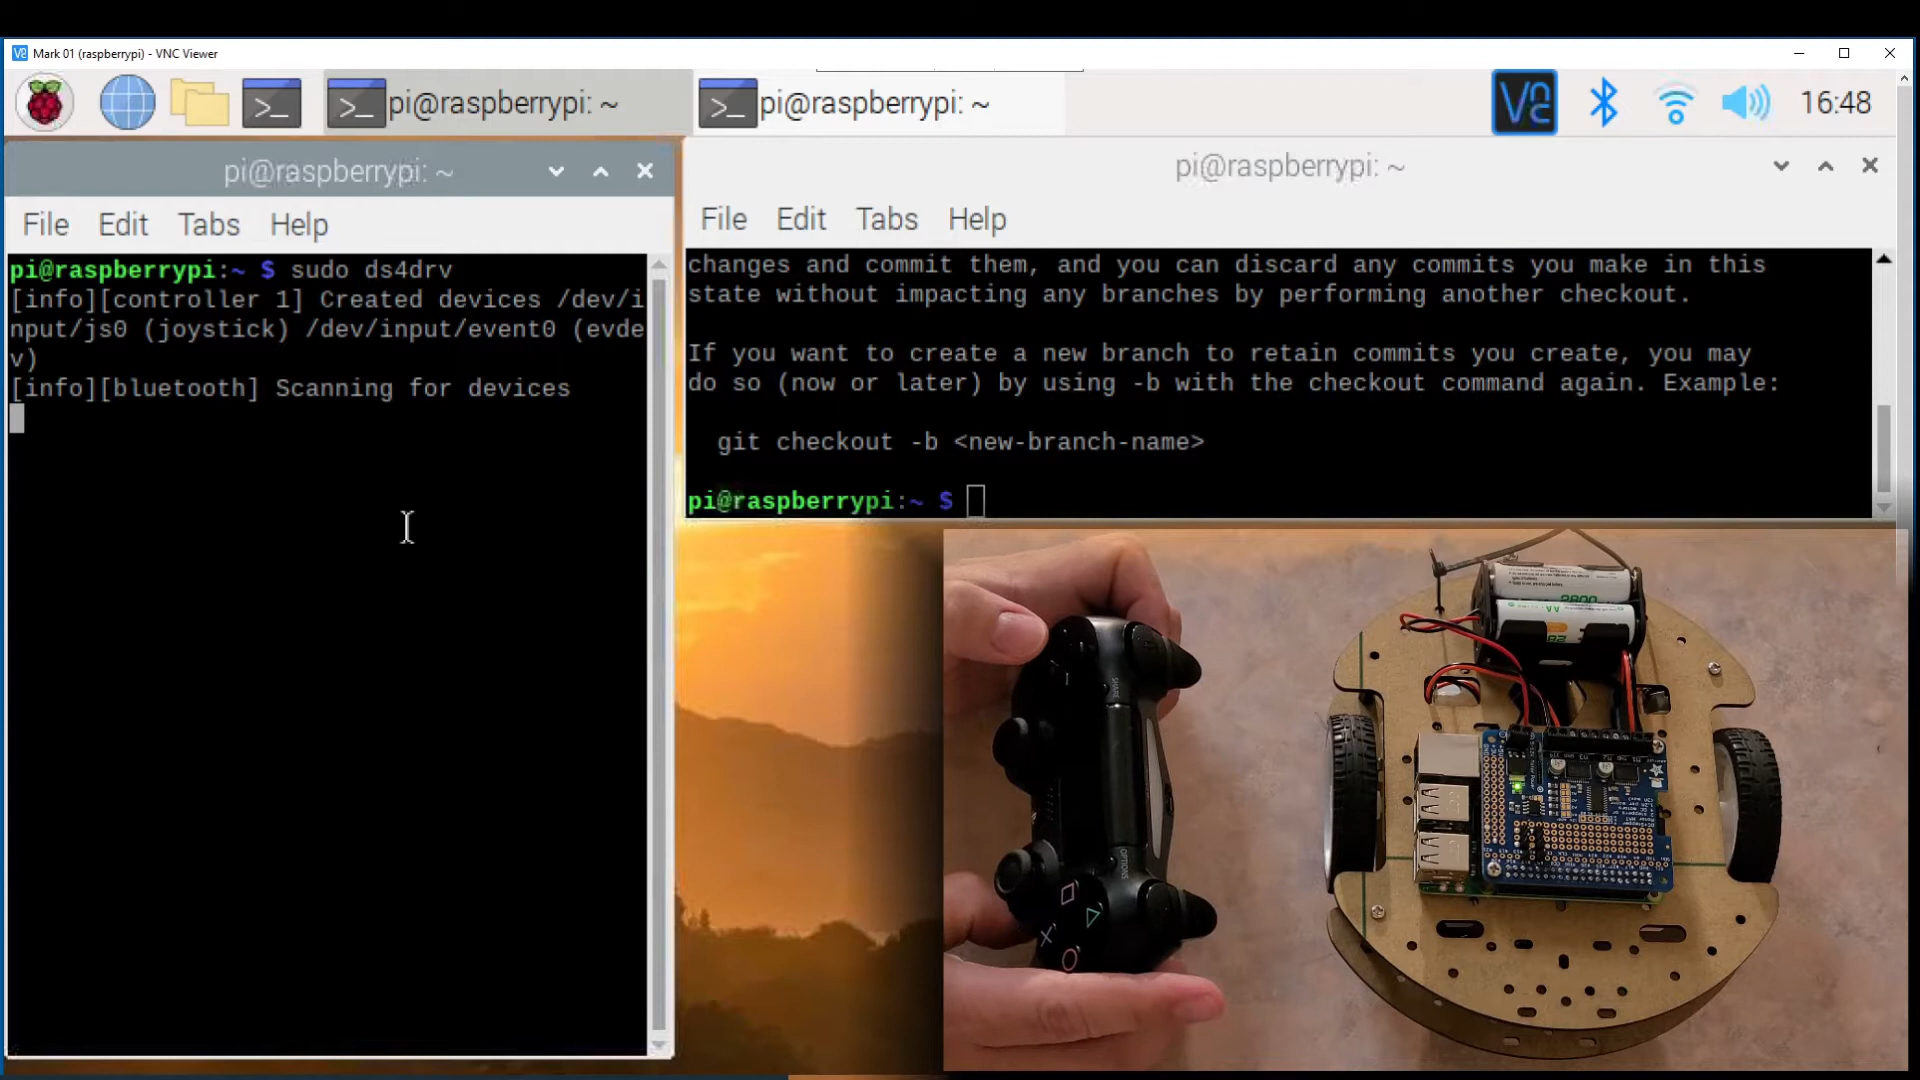 Mark 01 (raspberrypi) - VNC Viewer
pi@raspberrypi: ~
pi@raspberrypi: ~
16:48
pi@raspberrypi: ~
File Edit Tabs Help
pi@raspberrypi:~ $ sudo ds4drv
[info][controller 1] Created devices /dev/i
nput/js0 (joystick) /dev/input/event0 (evde
v)
[info][bluetooth] Scanning for devices
pi@raspberrypi: ~
File Edit Tabs Help
changes and commit them, and you can discard any commits you make in this
state without impacting any branches by performing another checkout.
If you want to create a new branch to retain commits you create, you may
do so (now or later) by using -b with the checkout command again. Example:
git checkout -b <new-branch-name>
pi@raspberrypi:~ $
SHARE
OPTIONS